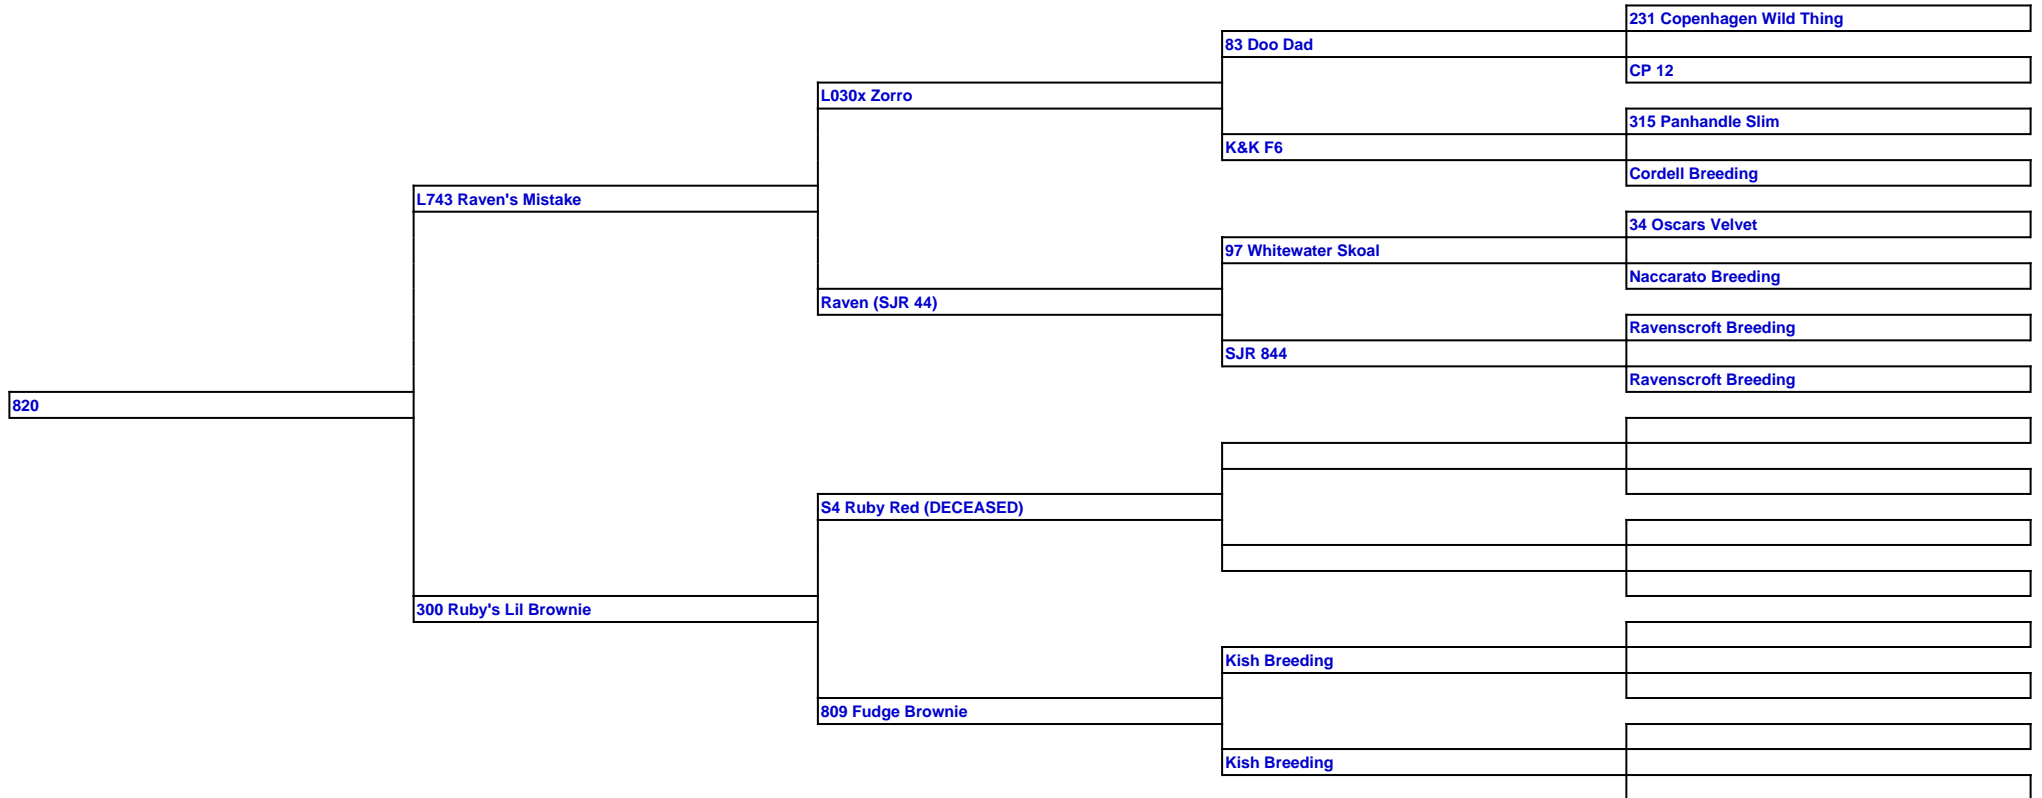 231 Copenhagen Wild Thing
83 Doo Dad
CP 12
L030x Zorro
315 Panhandle Slim
K&K F6
Cordell Breeding
L743 Raven's Mistake
34 Oscars Velvet
97 Whitewater Skoal
Naccarato Breeding
Raven (SJR 44)
Ravenscroft Breeding
SJR 844
Ravenscroft Breeding
820
S4 Ruby Red (DECEASED)
300 Ruby's Lil Brownie
Kish Breeding
809 Fudge Brownie
Kish Breeding